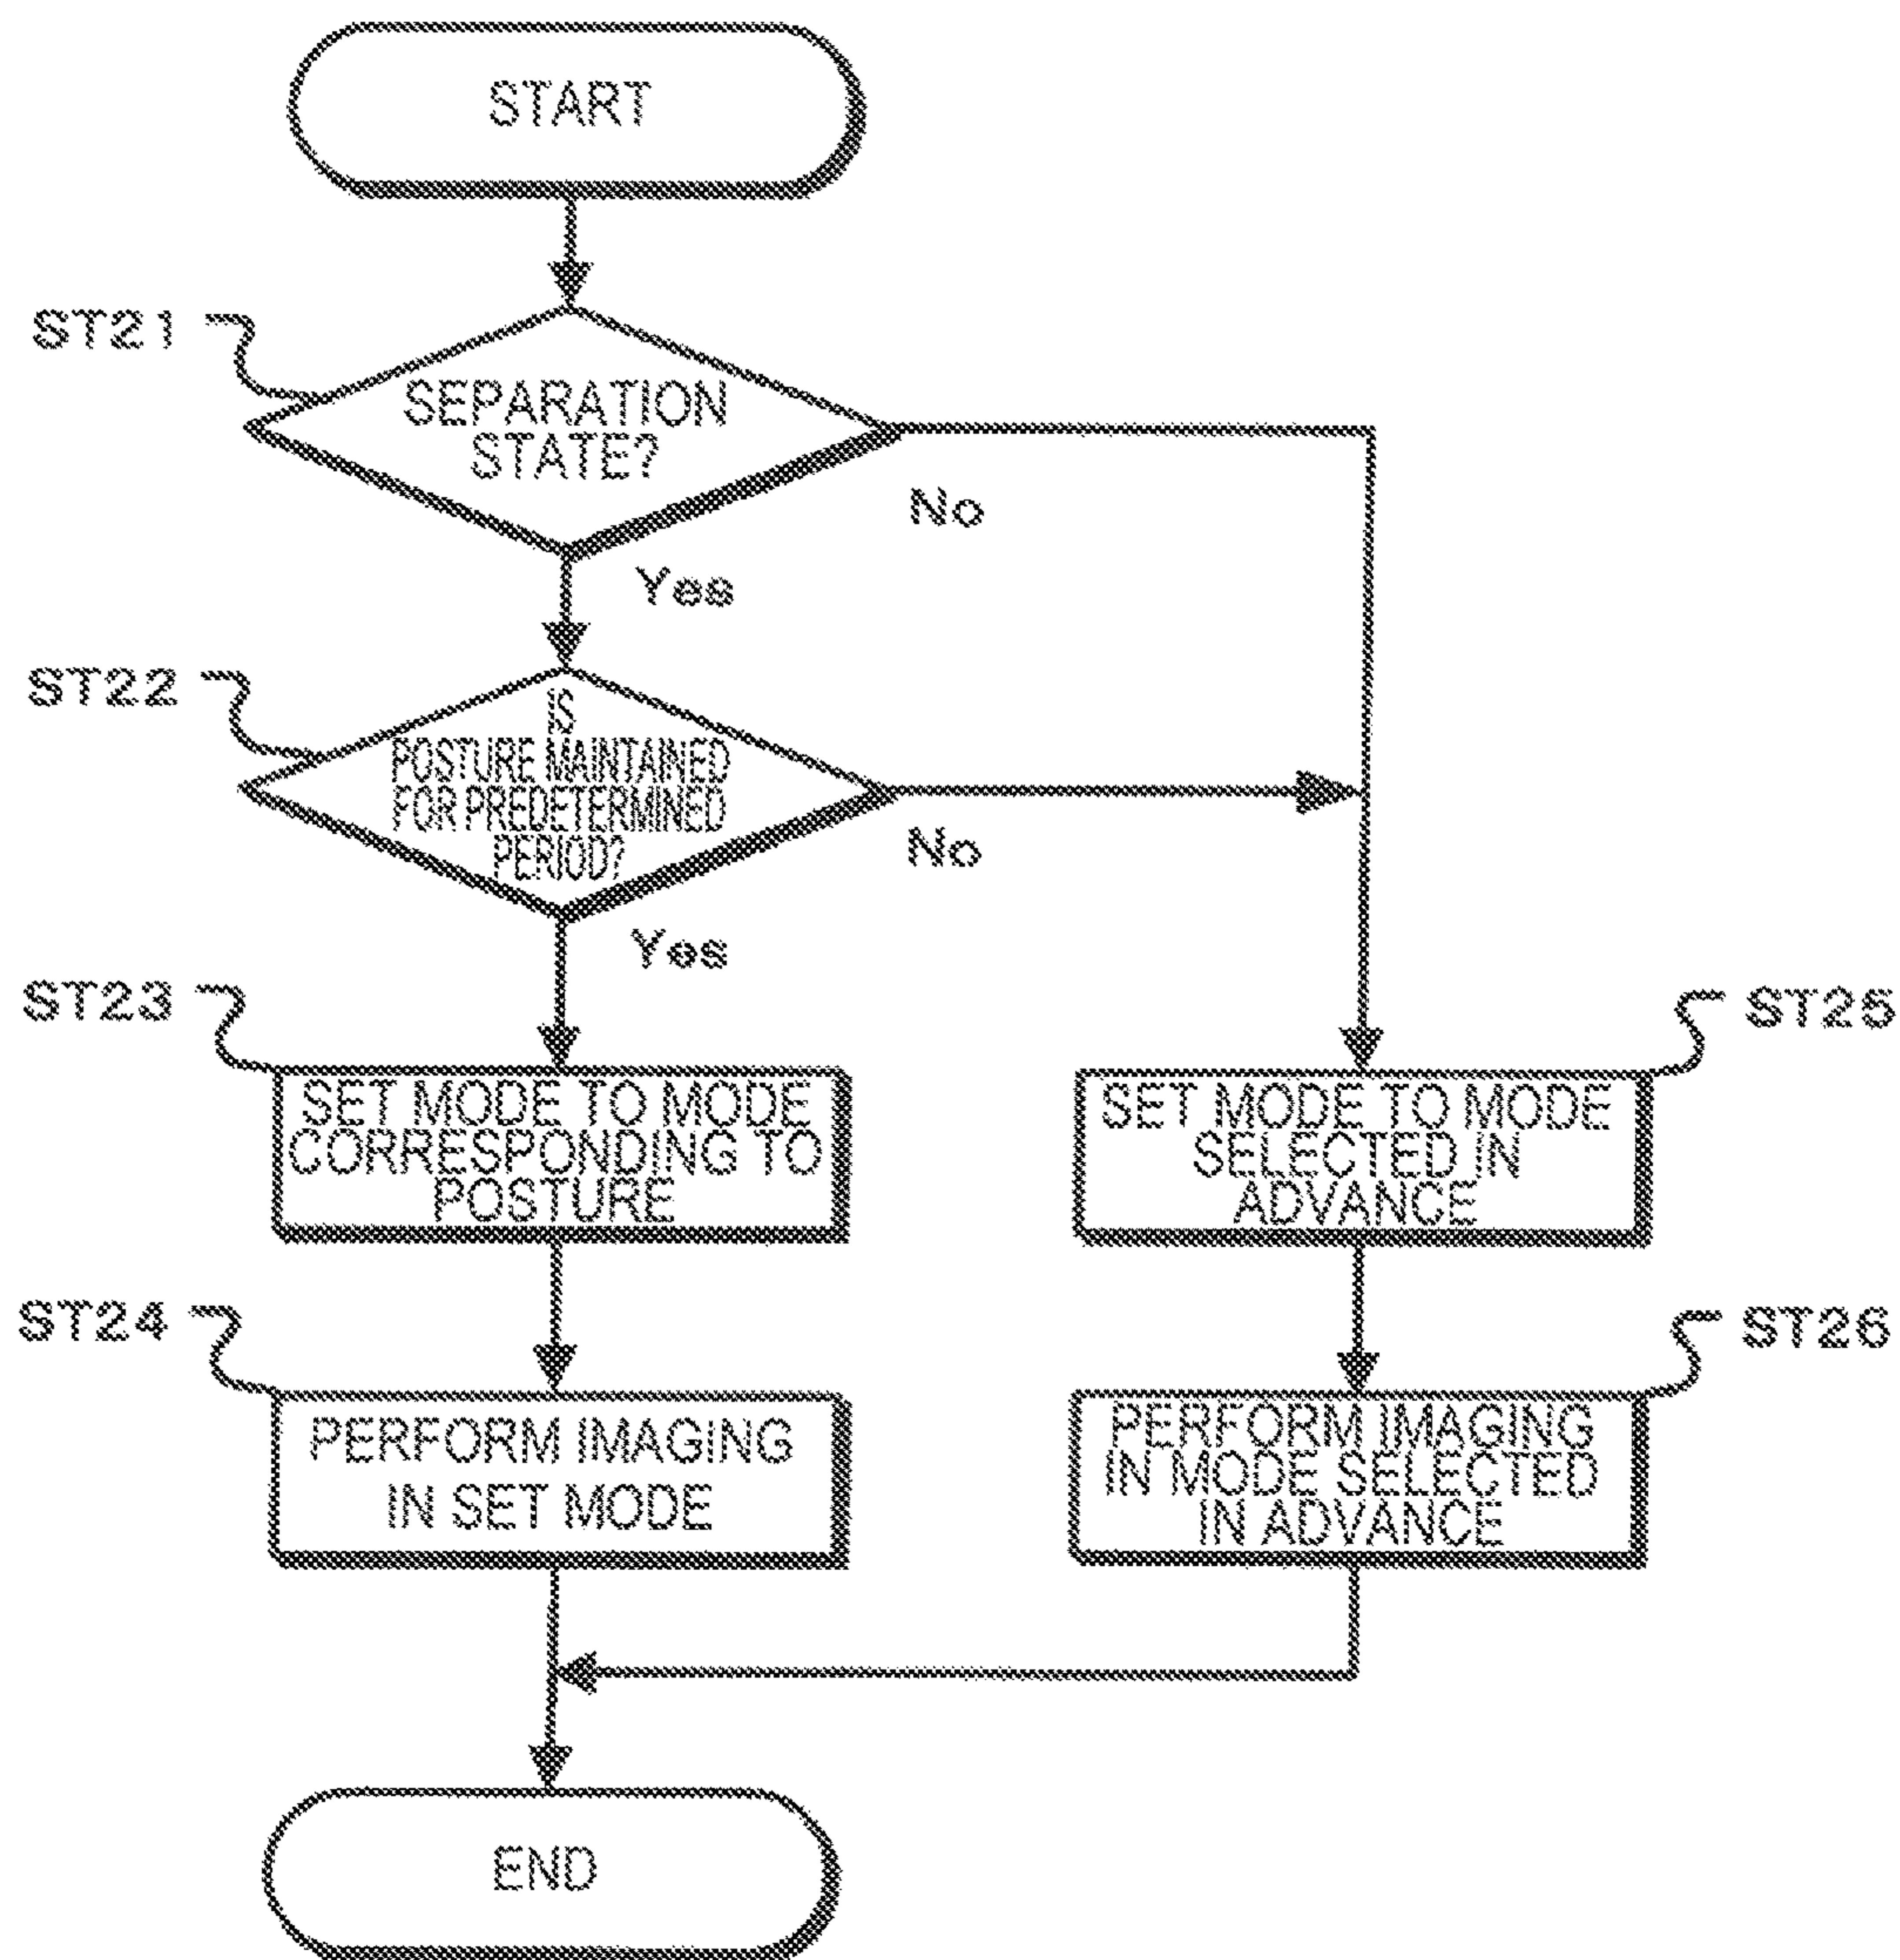 START
ST21
SEPARATION
STATE?
No
Yes
ST22
IS
POSTURE MAINTAINED
FOR PREDETERMINED
PERIOD?
No
Yes
ST23
SET MODE TO MODE
CORRESPONDING TO
POSTURE
ST25
SET MODE TO MODE
SELECTED IN
ADVANCE
ST24
PERFORM IMAGING
IN SET MODE
ST26
PERFORM IMAGING
IN MODE SELECTED
IN ADVANCE
END